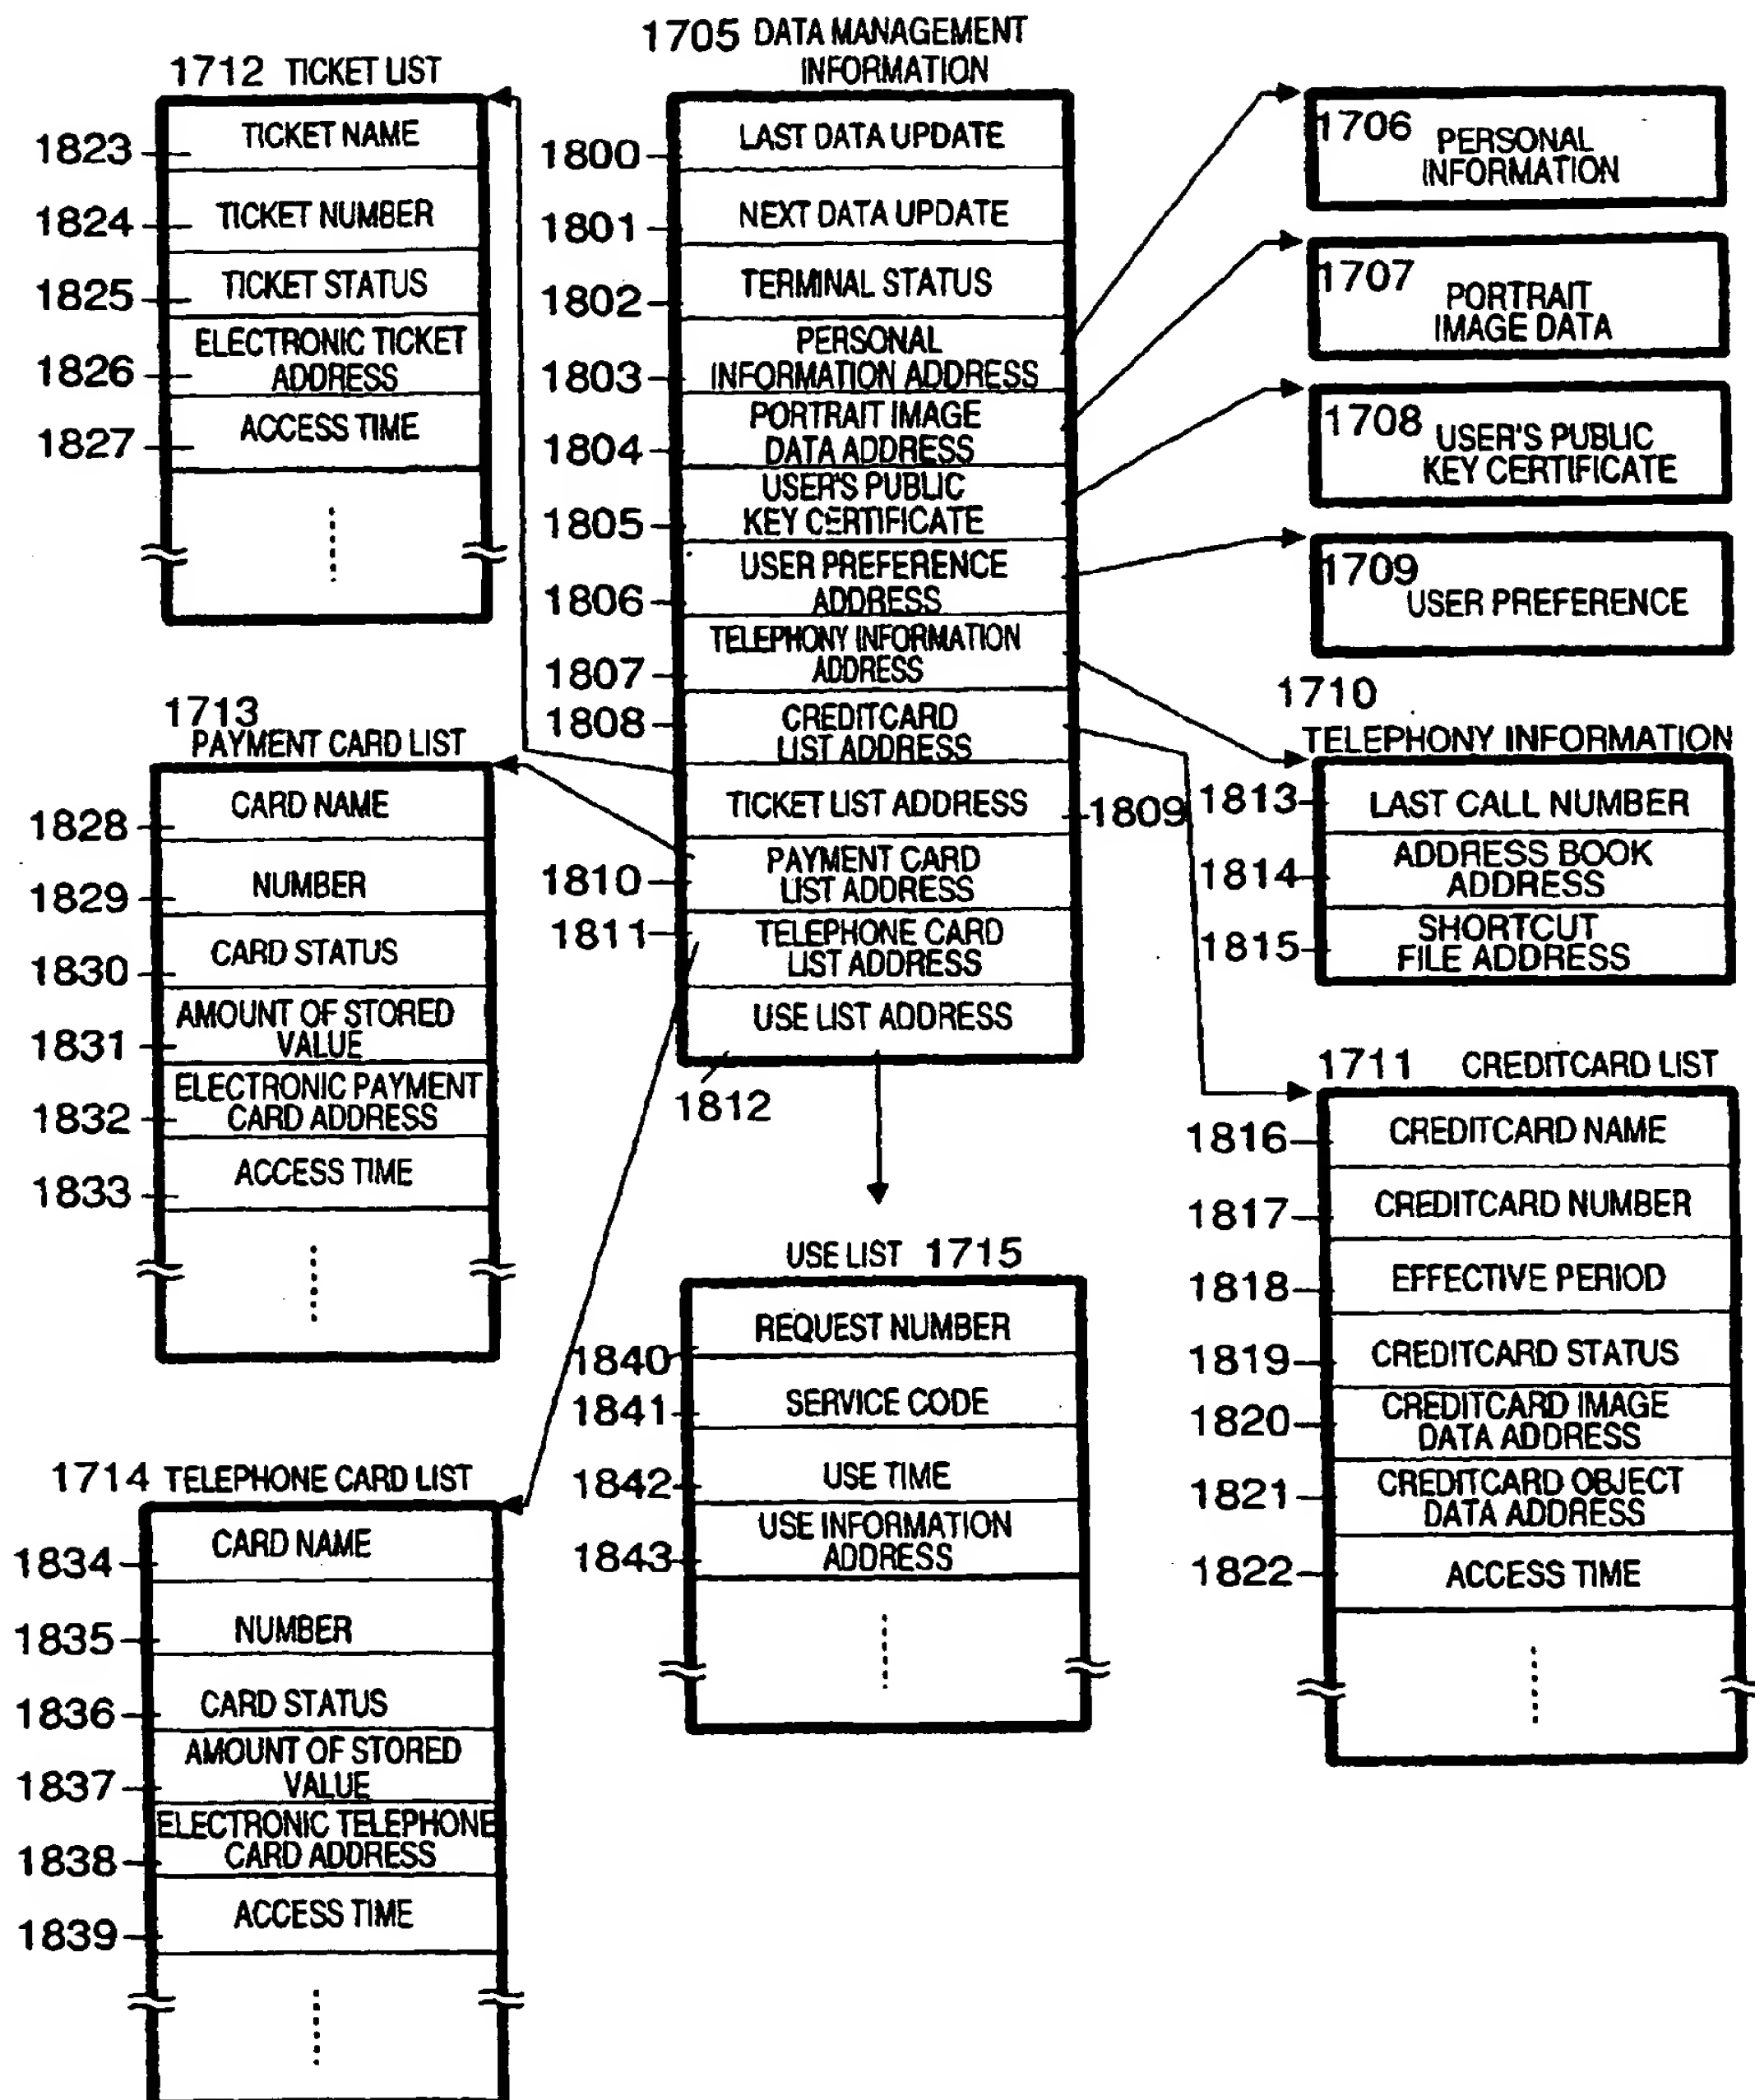 1712 TICKET LIST
1823 TICKET NAME
1824 TICKET NUMBER
1825 TICKET STATUS
ELECTRONIC TICKET
1826 ADDRESS
1827 ACCESS TIME
1713
PAYMENT CARD LIST
1828 CARD NAME
1829 NUMBER
1830 CARD STATUS
AMOUNT OF STORED
1831 VALUE
ELECTRONIC PAYMENT
1832 CARD ADDRESS
1833 ACCESS TIME
1714 TELEPHONE CARD LIST
1834 CARD NAME
1835 NUMBER
1836 CARD STATUS
AMOUNT OF STORED
1837 VALUE
ELECTRONIC TELEPHONE
1838 CARD ADDRESS
1839 ACCESS TIME
1705 DATA MANAGEMENT
INFORMATION
1800 LAST DATA UPDATE
1801 NEXT DATA UPDATE
1802 TERMINAL STATUS
PERSONAL
1803 INFORMATION ADDRESS
PORTRAIT IMAGE
1804 DATA ADDRESS
USER'S PUBLIC
1805 KEY CERTIFICATE
USER PREFERENCE
1806 ADDRESS
TELEPHONY INFORMATION
1807 ADDRESS
1808 CREDITCARD
LIST ADDRESS
TICKET LIST ADDRESS 1809
PAYMENT CARD
1810 LIST ADDRESS
1811 TELEPHONE CARD
LIST ADDRESS
USE LIST ADDRESS
1812
USE LIST 1715
REQUEST NUMBER
1840
1841 SERVICE CODE
1842 USE TIME
USE INFORMATION
1843 ADDRESS
1706 PERSONAL
INFORMATION
1707 PORTRAIT
IMAGE DATA
1708 USER'S PUBLIC
KEY CERTIFICATE
1709
USER PREFERENCE
1710
TELEPHONY INFORMATION
1813 LAST CALL NUMBER
1814 ADDRESS BOOK
ADDRESS
1815 SHORTCUT
FILE ADDRESS
1711 CREDITCARD LIST
1816 CREDITCARD NAME
1817 CREDITCARD NUMBER
1818 EFFECTIVE PERIOD
1819 CREDITCARD STATUS
1820 CREDITCARD IMAGE
DATA ADDRESS
1821 CREDITCARD OBJECT
DATA ADDRESS
1822 ACCESS TIME